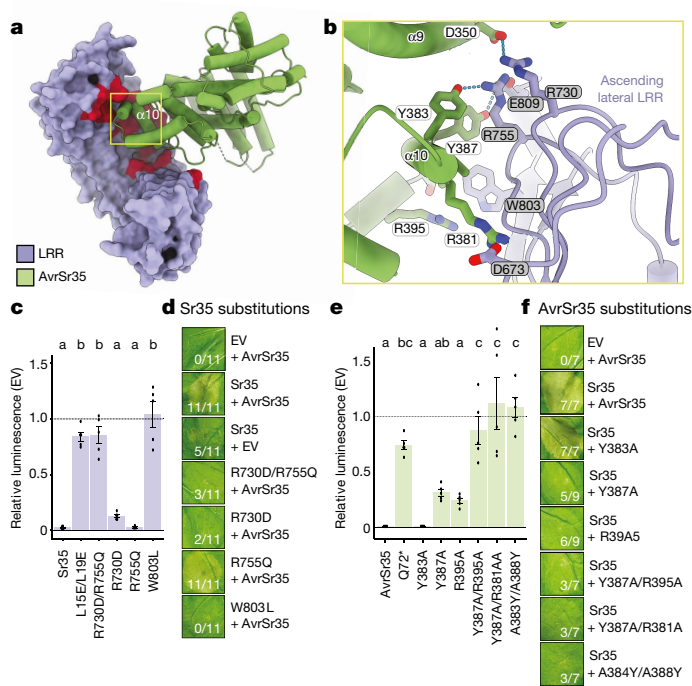 a
α10
LRR
AvrSr35
b
α9
D350
R730
E809
Ascending
lateral LRR
Y383
R755
Y387
α10
W803
R395
R381
D673
c
Relative luminescence (EV)
a b b a a b
1.5
1.0
0.5
0
Sr35
L15E/L19E
R730D/R755Q
R730D
R755Q
W803L
d Sr35 substitutions
0/11
EV
+ AvrSr35
11/11
Sr35
+ AvrSr35
5/11
Sr35
+ EV
3/11
R730D/R755Q
+ AvrSr35
2/11
R730D
+ AvrSr35
11/11
R755Q
+ AvrSr35
0/11
W803L
+ AvrSr35
e
Relative luminescence (EV)
a bc a ab a c c c
1.5
1.0
0.5
0
AvrSr35
Q72*
Y383A
Y387A
R395A
Y387A/R395A
Y387A/R381AA
A383Y/A388Y
f AvrSr35 substitutions
0/7
EV
+ AvrSr35
7/7
Sr35
+ AvrSr35
7/7
Sr35
+ Y383A
5/9
Sr35
+ Y387A
6/9
Sr35
+ R39A5
3/7
Sr35
+ Y387A/R395A
3/7
Sr35
+ Y387A/R381A
3/7
Sr35
+ A384Y/A388Y